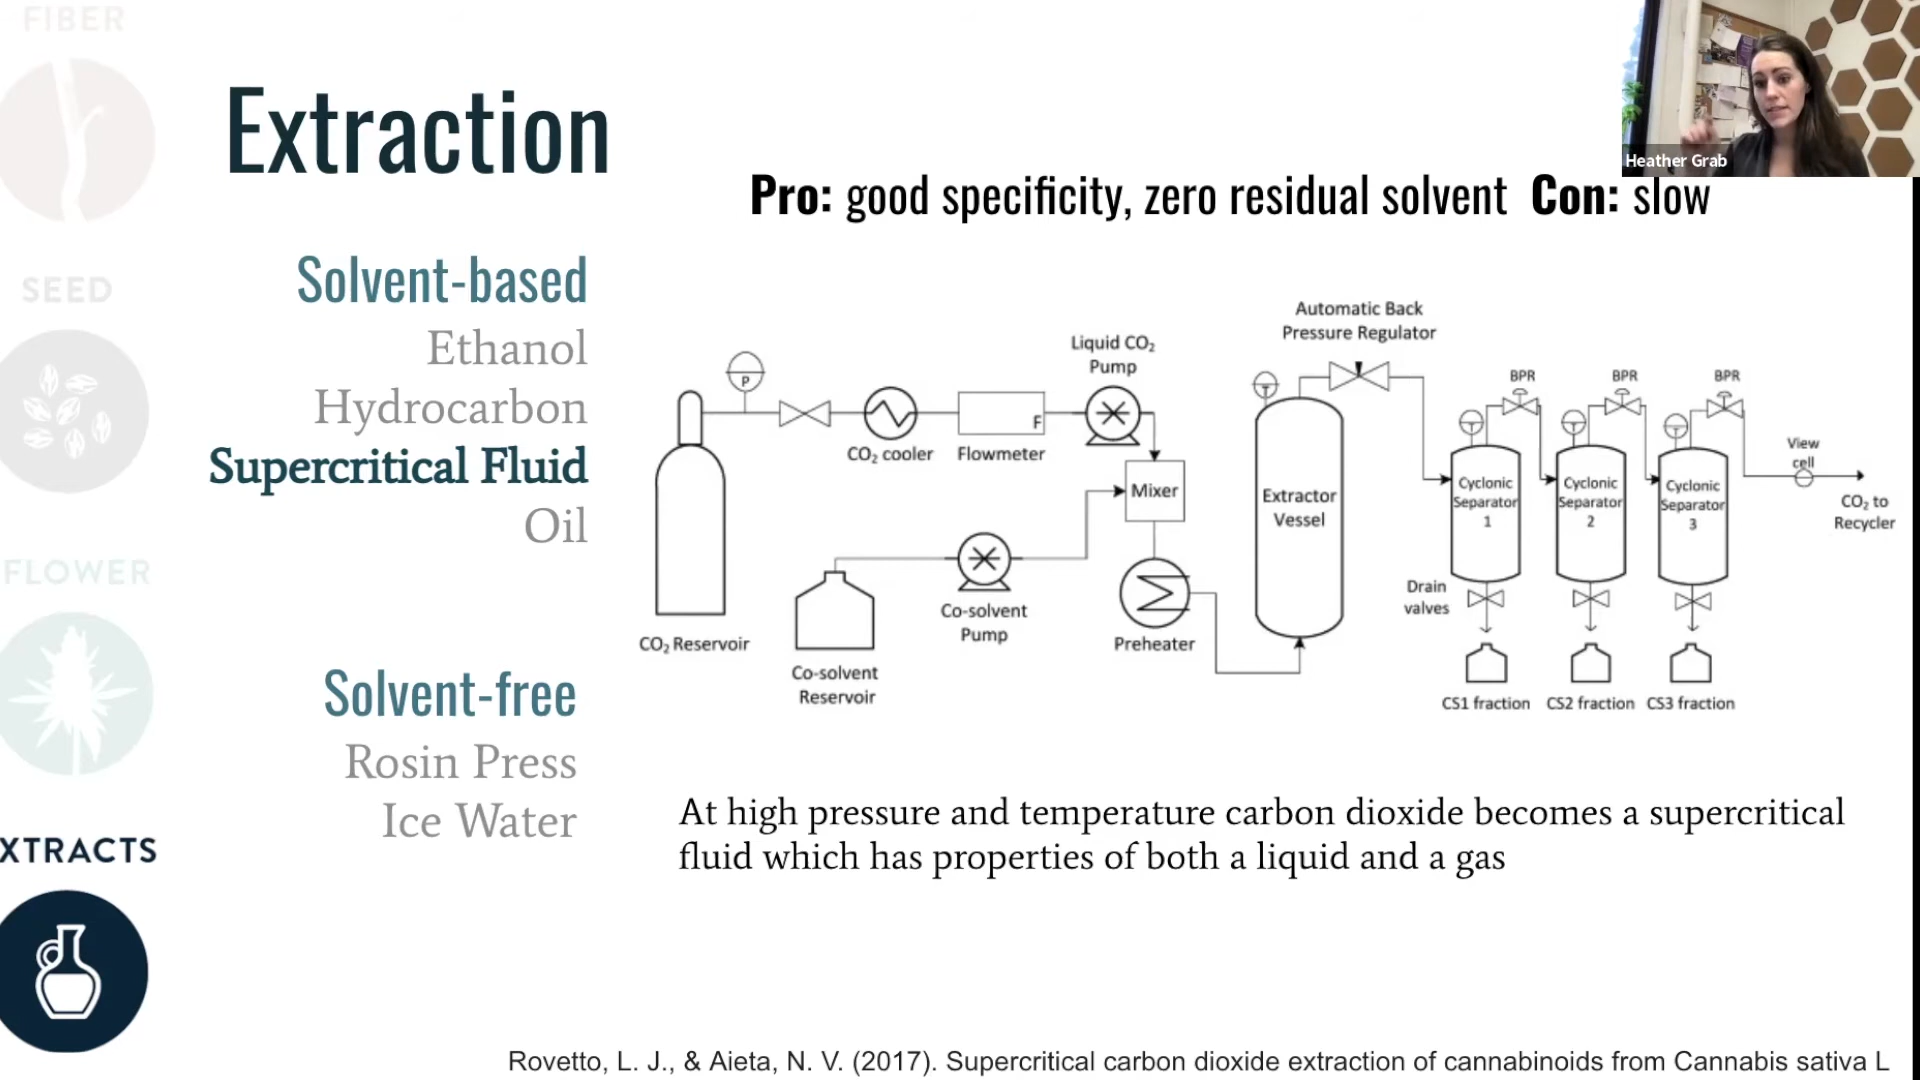 FIBER
SEED
FLOWER
XTRACTS
Extraction
Solvent-based
Ethanol
Hydrocarbon
Supercritical Fluid
Oil
Solvent-free
Rosin Press
Ice Water
Heather Grab
Pro: good specificity, zero residual solvent Con: slow
Automatic Back
Pressure Regulator
Liquid CO₂
Pump
P
CO₂ cooler
F
Flowmeter
Mixer
CO₂ Reservoir
Co-solvent
Reservoir
Co-solvent
Pump
Preheater
T
Extractor
Vessel
BPR
BPR
BPR
T
T
T
Cyclonic
Separator
1
Cyclonic
Separator
2
Cyclonic
Separator
3
View
cell
CO₂ to
Recycler
Drain
valves
CS1 fraction
CS2 fraction
CS3 fraction
At high pressure and temperature carbon dioxide becomes a supercritical
fluid which has properties of both a liquid and a gas
Rovetto, L. J., & Aieta, N. V. (2017). Supercritical carbon dioxide extraction of cannabinoids from Cannabis sativa L